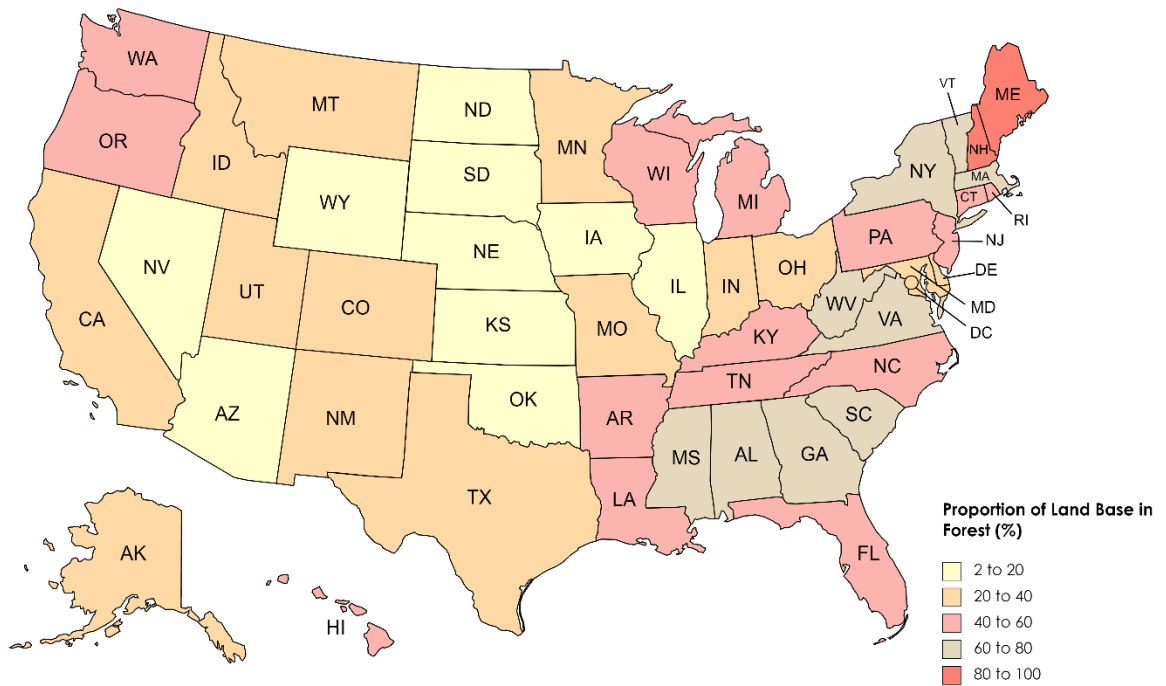 WA
MT
ND
VT
ME
OR
ID
MN
NH
SD
WI
NY
MA
WY
MI
CT
RI
IA
PA
NJ
NE
NV
OH
DE
UT
IL
IN
CO
WV
MD
CA
KS
MO
VA
DC
KY
NC
TN
AZ
OK
NM
AR
SC
MS
AL
GA
TX
LA
Proportion of Land Base in
Forest (%)
AK
FL
2 to 20
20 to 40
HI
40 to 60
60 to 80
80 to 100